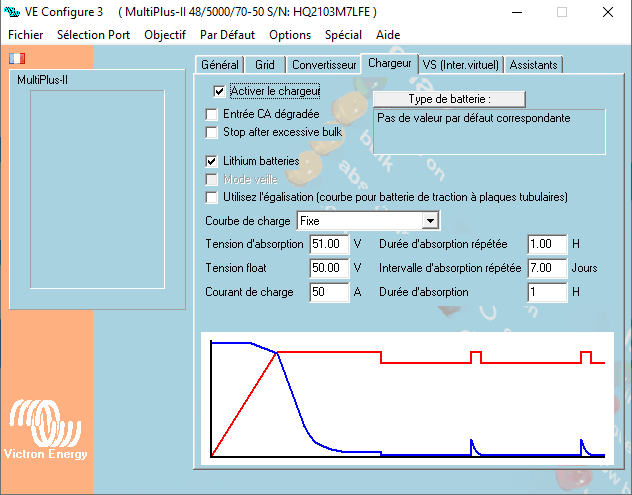 VE Configure 3 ( MultiPlus-II 48/5000/70-50 S/N: HQ2103M7LFE )
Fichier Sélection Port Objectif Par Défaut Options Spécial Aide
MultiPlus-II
Général Grid Convertisseur Chargeur VS (Inter.virtuel) Assistants
Activer le chargeur
Type de batterie :
Entrée CA dégradée
Pas de valeur par défaut correspondante
Stop after excessive bulk
Lithium batteries
Mode veille
Utilisez l'égalisation (courbe pour batterie de traction à plaques tubulaires)
Courbe de charge Fixe
Tension d'absorption 51.00 V Durée d'absorption répétée 1.00 H
Tension float 50.00 V Intervalle d'absorption répétée 7.00 Jours
Courant de charge 50 A Durée d'absorption 1 H
Victron Energy